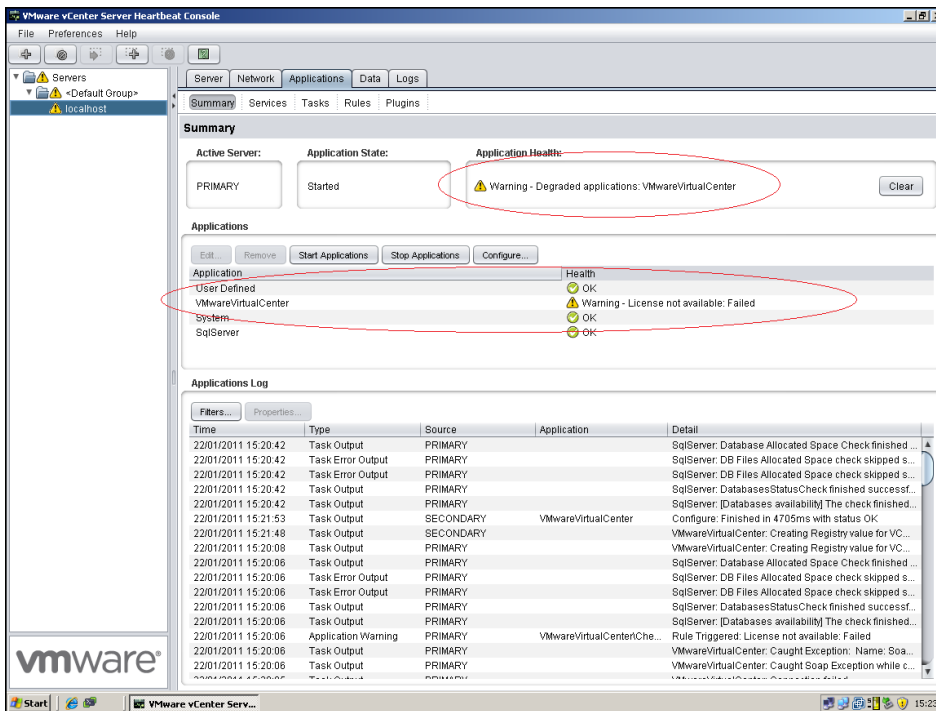 VMware vCenter Server Heartbeat Console
File Preferences Help
Servers
<Default Group>
localhost
Server Network Applications Data Logs
Summary Services Tasks Rules Plugins
Summary
Active Server: Application State: Application Health:
PRIMARY Started Warning - Degraded applications: VMwareVirtualCenter Clear
Applications
Edit... Remove Start Applications Stop Applications Configure...
Application Health
User Defined OK
VMwareVirtualCenter Warning - License not available: Failed
System OK
SqlServer OK
Applications Log
Filters... Properties...
Time Type Source Application Detail
22/01/2011 15:20:42 Task Output PRIMARY SqlServer: Database Allocated Space Check finished ...
22/01/2011 15:20:42 Task Error Output PRIMARY SqlServer: DB Files Allocated Space check skipped s...
22/01/2011 15:20:42 Task Error Output PRIMARY SqlServer: DB Files Allocated Space check skipped s...
22/01/2011 15:20:42 Task Output PRIMARY SqlServer: DatabasesStatusCheck finished successf...
22/01/2011 15:20:42 Task Output PRIMARY SqlServer: [Databases availability] The check finished...
22/01/2011 15:21:53 Task Output SECONDARY VMwareVirtualCenter Configure: Finished in 4705ms with status OK
22/01/2011 15:21:48 Task Output SECONDARY VMwareVirtualCenter: Creating Registry value for VC...
22/01/2011 15:20:08 Task Output PRIMARY VMwareVirtualCenter: Creating Registry value for VC...
22/01/2011 15:20:06 Task Output PRIMARY SqlServer: Database Allocated Space Check finished ...
22/01/2011 15:20:06 Task Error Output PRIMARY SqlServer: DB Files Allocated Space check skipped s...
22/01/2011 15:20:06 Task Error Output PRIMARY SqlServer: DB Files Allocated Space check skipped s...
22/01/2011 15:20:06 Task Output PRIMARY SqlServer: DatabasesStatusCheck finished successf...
22/01/2011 15:20:06 Task Output PRIMARY SqlServer: [Databases availability] The check finished...
22/01/2011 15:20:06 Application Warning PRIMARY VMwareVirtualCenter\Che... Rule Triggered: License not available: Failed
22/01/2011 15:20:06 Task Output PRIMARY VMwareVirtualCenter: Caught Exception: Name: Soa...
22/01/2011 15:20:06 Task Output PRIMARY VMwareVirtualCenter: Caught Soap Exception while c...
vmware®
Start VMware vCenter Serv... 15:23